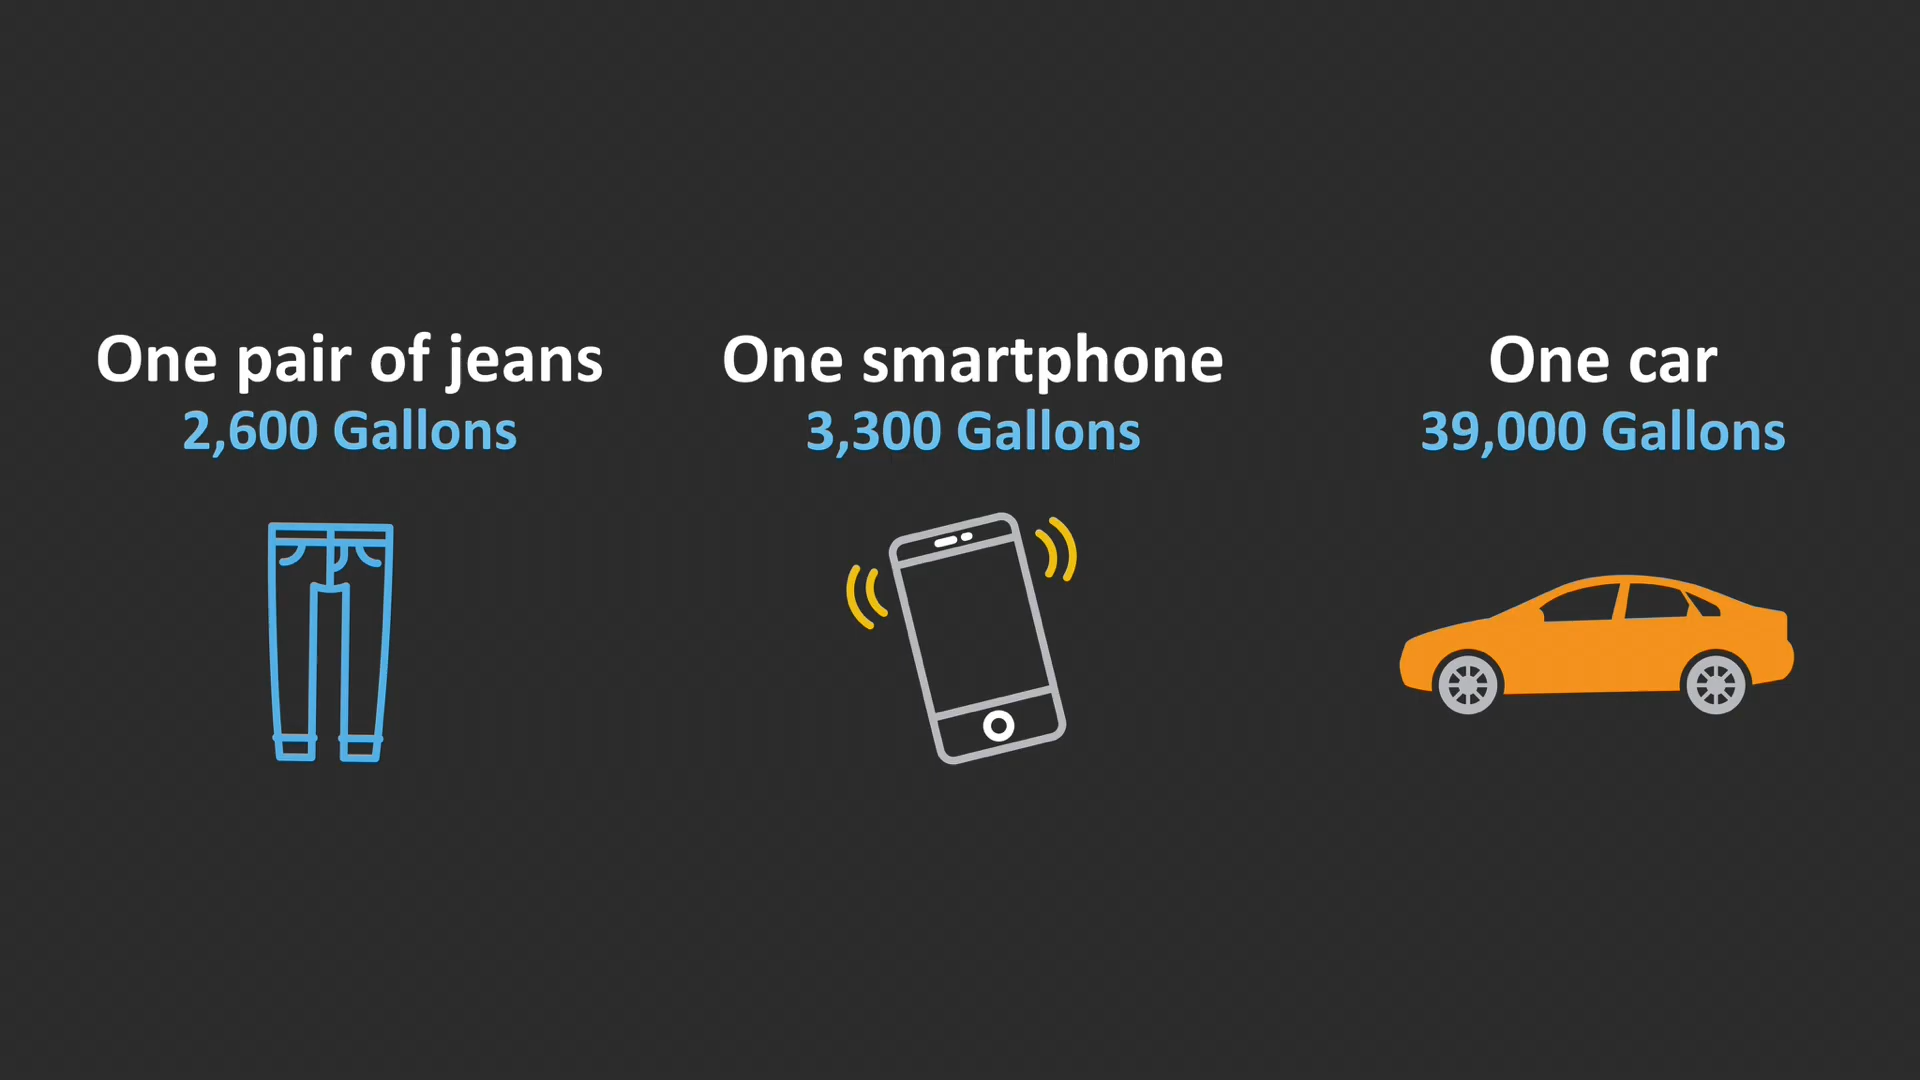 One pair of jeans
2,600 Gallons
One smartphone
3,300 Gallons
One car
39,000 Gallons